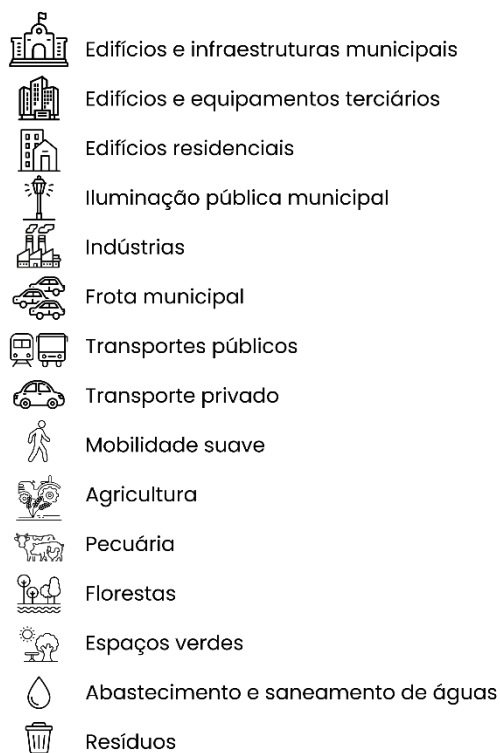 Edifícios e infraestruturas municipais
Edifícios e equipamentos terciários
Edifícios residenciais
Iluminação pública municipal
Indústrias
Frota municipal
Transportes públicos
Transporte privado
Mobilidade suave
Agricultura
Pecuária
Florestas
Espaços verdes
Abastecimento e saneamento de águas
Resíduos